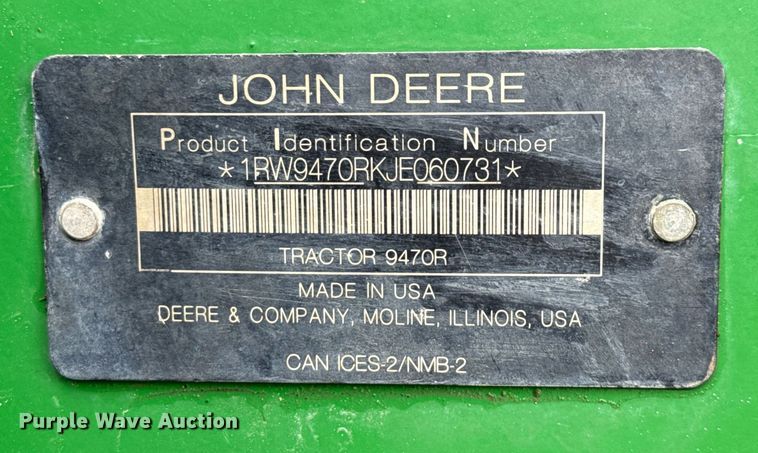 JOHN DEERE
Product Identification Number
*1RW9470RKJE060731*
TRACTOR 9470R
MADE IN USA
DEERE & COMPANY, MOLINE, ILLINOIS, USA
CAN ICES-2/NMB-2
Purple Wave Auction